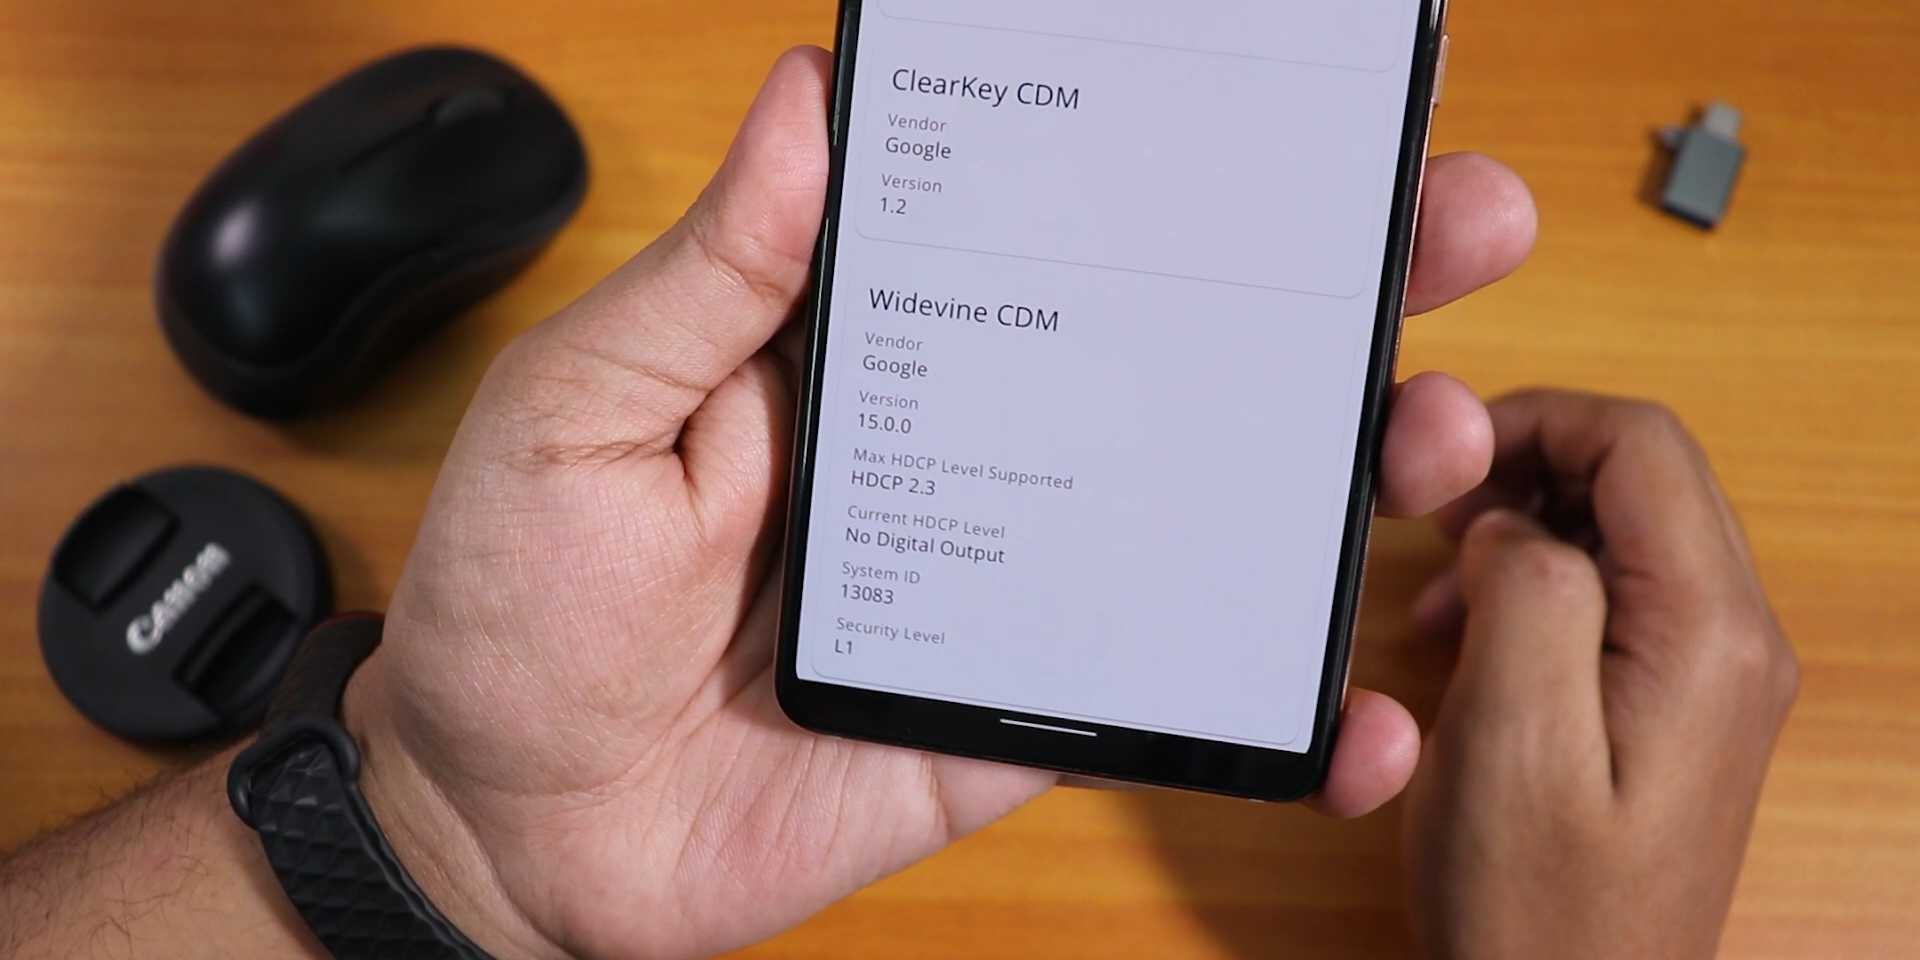 ClearKey CDM
Vendor
Google
Version
1.2
Widevine CDM
Vendor
Google
Version
15.0.0
Max HDCP Level Supported
HDCP 2.3
Current HDCP Level
No Digital Output
System ID
13083
Security Level
L1
CANON